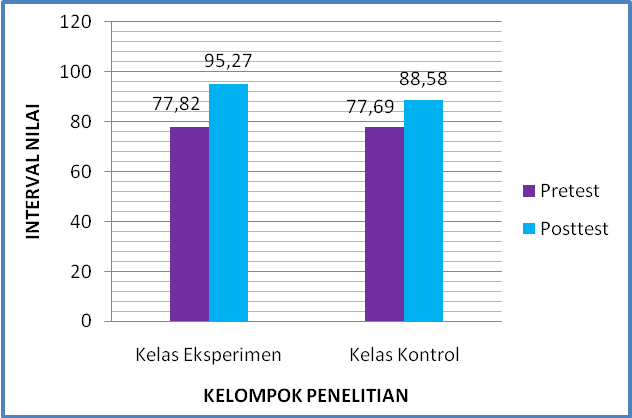 INTERVAL NILAI
120
100
80
60
40
20
0
77,82
95,27
77,69
88,58
Kelas Eksperimen
Kelas Kontrol
KELOMPOK PENELITIAN
Pretest
Posttest